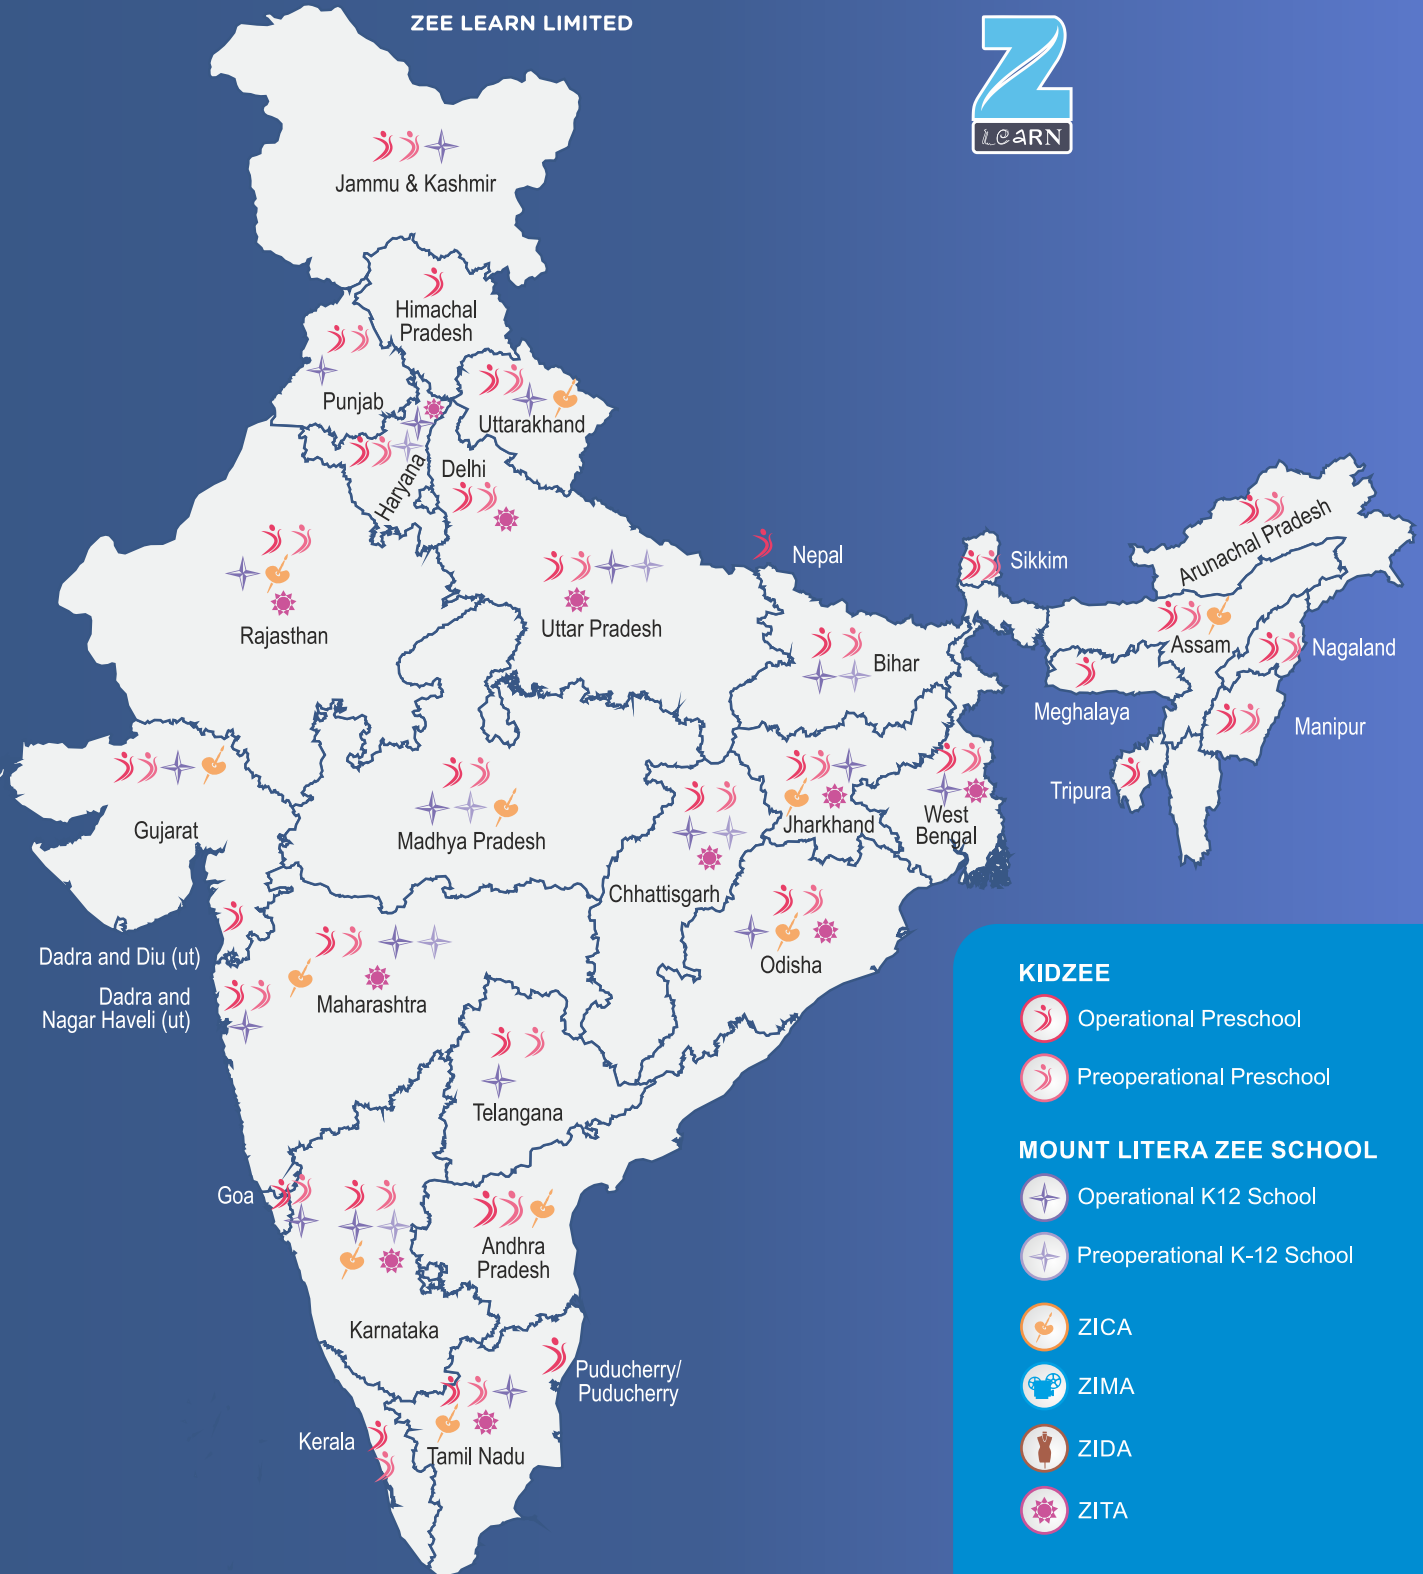 ZEE LEARN LIMITED
LEARN
Jammu & Kashmir
Himachal
Pradesh
Punjab
Uttarakhand
Haryana
Delhi
Rajasthan
Uttar Pradesh
Nepal
Sikkim
Arunachal Pradesh
Assam
Nagaland
Bihar
Meghalaya
Manipur
Tripura
Gujarat
Madhya Pradesh
Jharkhand
West
Bengal
Chhattisgarh
Odisha
Dadra and Diu (ut)
Dadra and
Nagar Haveli (ut)
Maharashtra
Telangana
Goa
Andhra
Pradesh
Karnataka
Puducherry/
Puducherry
Kerala
Tamil Nadu
KIDZEE
Operational Preschool
Preoperational Preschool
MOUNT LITERA ZEE SCHOOL
Operational K12 School
Preoperational K-12 School
ZICA
ZIMA
ZIDA
ZITA